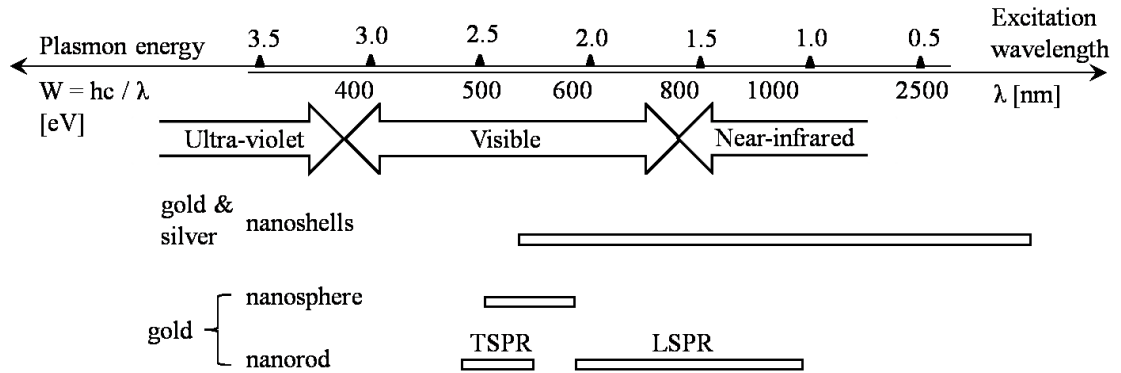 Plasmon energy
3.5 3.0 2.5 2.0 1.5 1.0 0.5
Excitation
wavelength
W = hc / λ
[eV]
400 500 600 800 1000 2500
λ [nm]
Ultra-violet
Visible
Near-infrared
gold &
silver
nanoshells
gold
nanosphere
nanorod
TSPR
LSPR